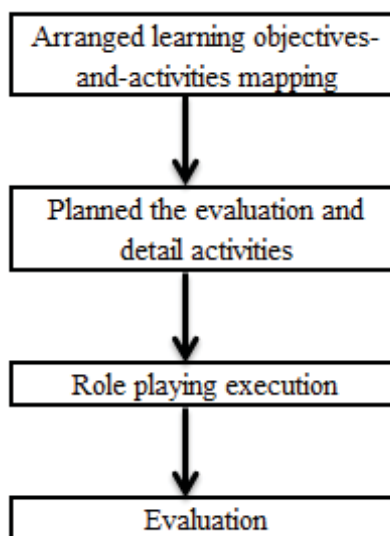 Arranged learning objectives-
and-activities mapping
Planned the evaluation and
detail activities
Role playing execution
Evaluation